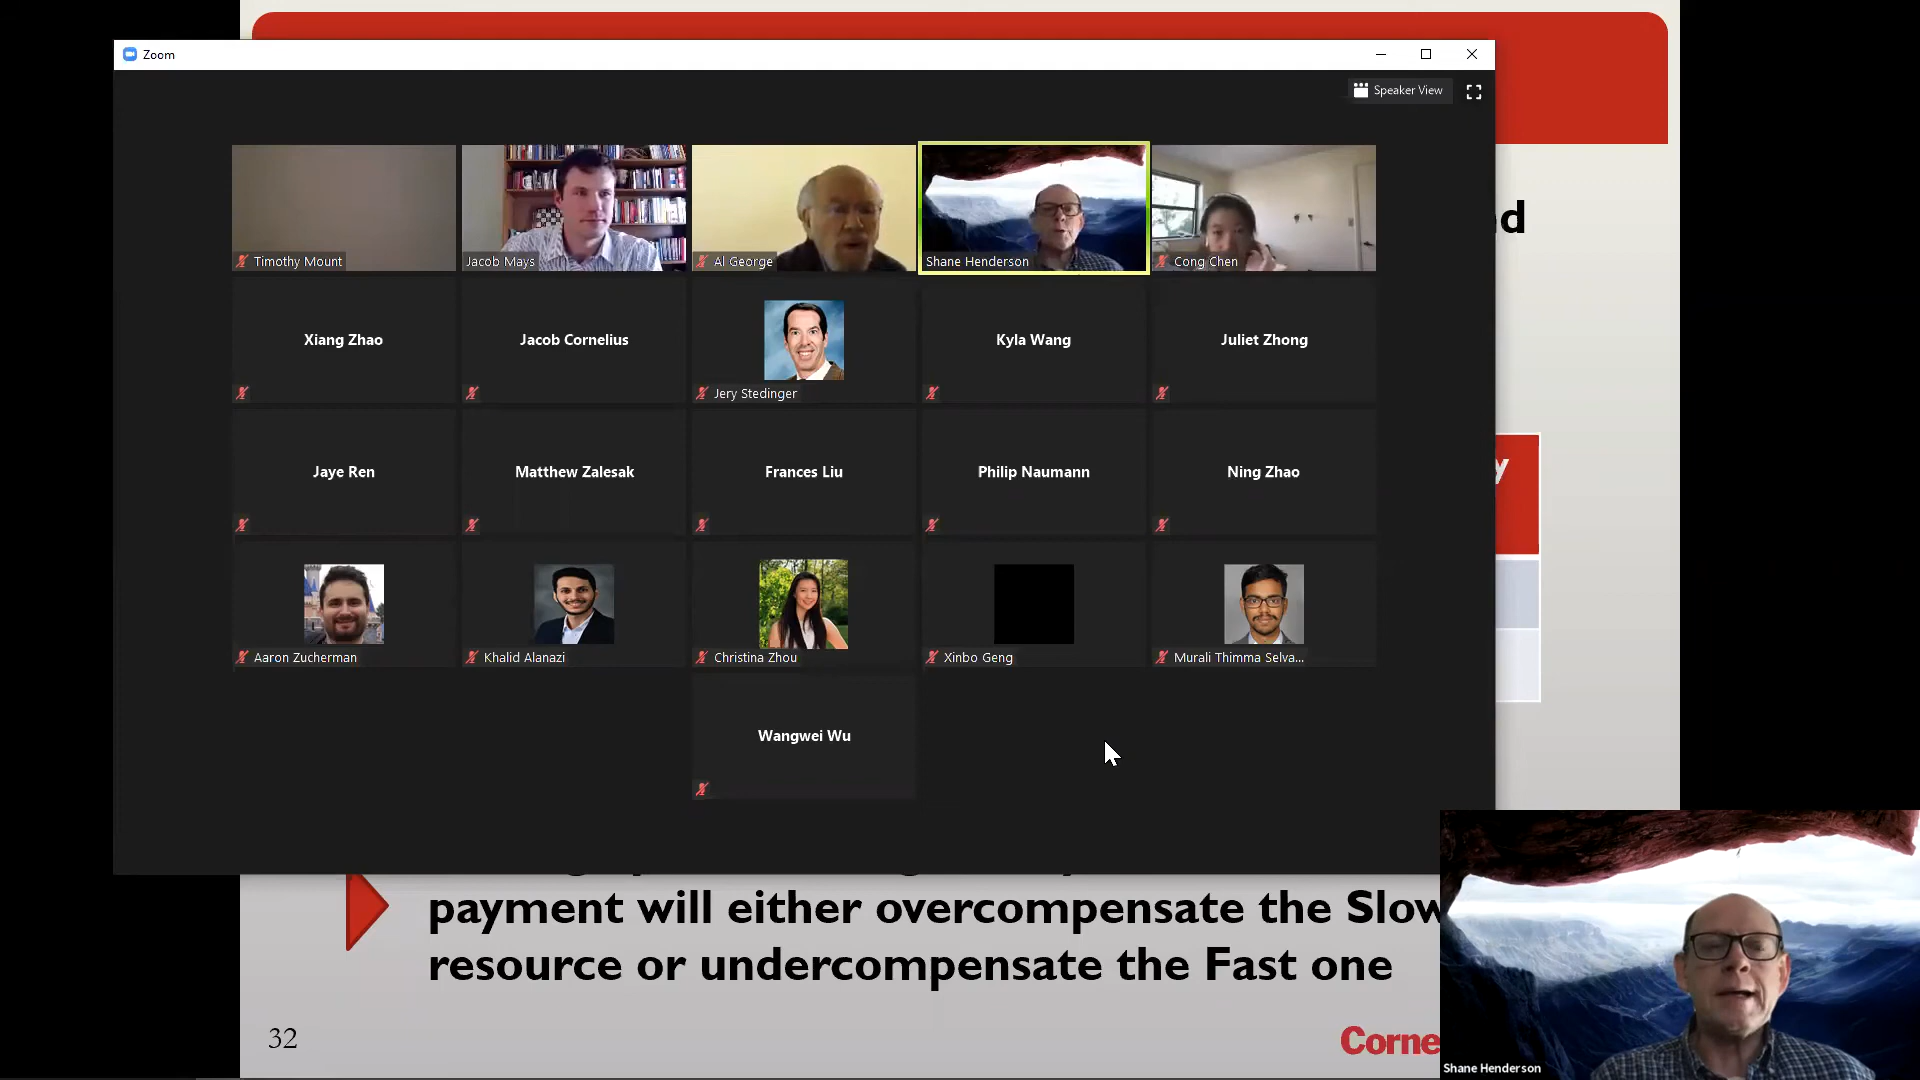 Zoom
Speaker View
Timothy Mount
Jacob Mays
Al George
Shane Henderson
Cong Chen
nd
Xiang Zhao
Jacob Cornelius
Jery Stedinger
Kyla Wang
Juliet Zhong
Jaye Ren
Matthew Zalesak
Frances Liu
Philip Naumann
Ning Zhao
y
Aaron Zucherman
Khalid Alanazi
Christina Zhou
Xinbo Geng
Murali Thimma Selva...
Wangwei Wu
payment will either overcompensate the Slow
resource or undercompensate the Fast one
32
Corne
Shane Henderson